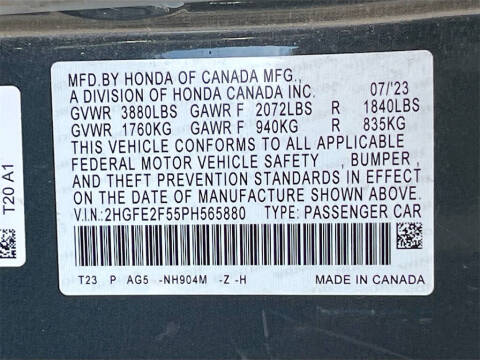 MFD.BY HONDA OF CANADA MFG.,
A DIVISION OF HONDA CANADA INC. 07/'23
GVWR 3880LBS GAWR F 2072LBS R 1840LBS
GVWR 1760KG GAWR F 940KG R 835KG
THIS VEHICLE CONFORMS TO ALL APPLICABLE
FEDERAL MOTOR VEHICLE SAFETY , BUMPER ,
AND THEFT PREVENTION STANDARDS IN EFFECT
ON THE DATE OF MANUFACTURE SHOWN ABOVE.
V.I.N:2HGFE2F55PH565880 TYPE: PASSENGER CAR
T23 P AG5 -NH904M -Z -H MADE IN CANADA
T20 A1